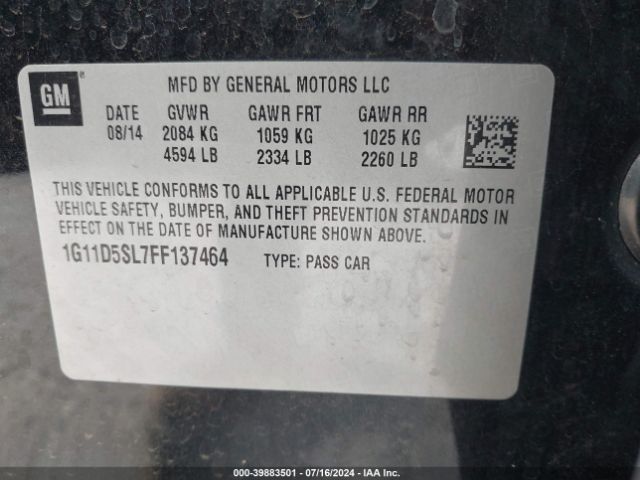 GM ®
MFD BY GENERAL MOTORS LLC
DATE GVWR GAWR FRT GAWR RR
08/14 2084 KG 1059 KG 1025 KG
4594 LB 2334 LB 2260 LB
THIS VEHICLE CONFORMS TO ALL APPLICABLE U.S. FEDERAL MOTOR
VEHICLE SAFETY, BUMPER, AND THEFT PREVENTION STANDARDS IN
EFFECT ON THE DATE OF MANUFACTURE SHOWN ABOVE.
1G11D5SL7FF137464 TYPE: PASS CAR
000-39883501 - 07/16/2024 - IAA Inc.